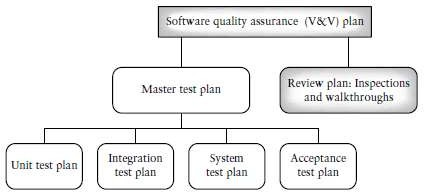 Software quality assurance (V&V) plan
Master test plan
Review plan: Inspections
and walkthroughs
Unit test plan
Integration
test plan
System
test plan
Acceptance
test plan